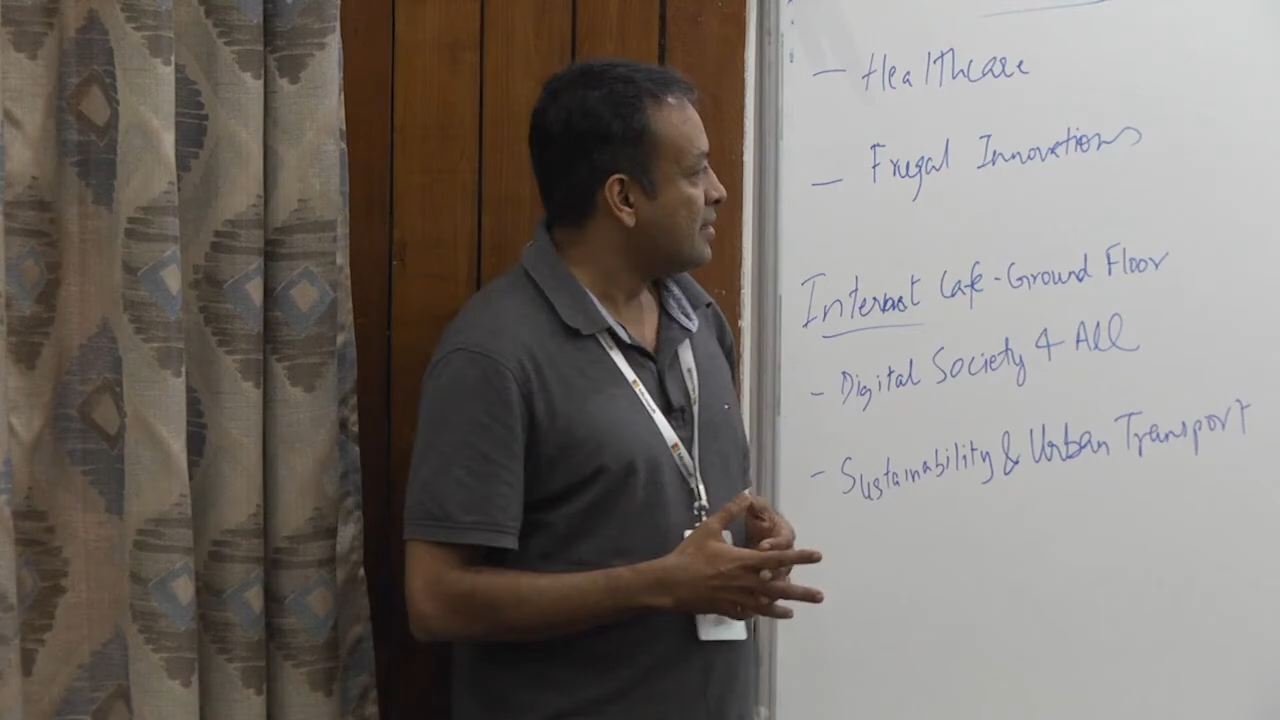 - Healthcare
- Frugal Innovations
Internet Cafe - Ground Floor
- Digital Society 4 All
- Sustainability & Urban Transport